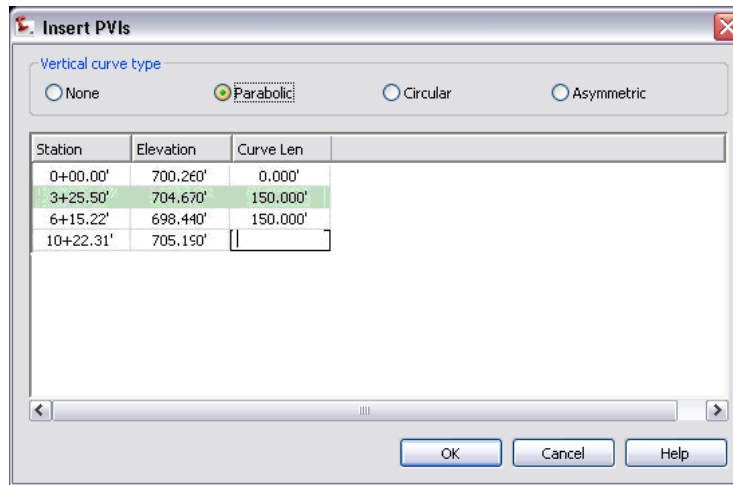 Insert PVIs
Vertical curve type
None Parabolic Circular Asymmetric
Station Elevation Curve Len
0+00.00' 700.260' 0.000'
3+25.50' 704.670' 150.000'
6+15.22' 698.440' 150.000'
10+22.31' 705.190'
OK Cancel Help